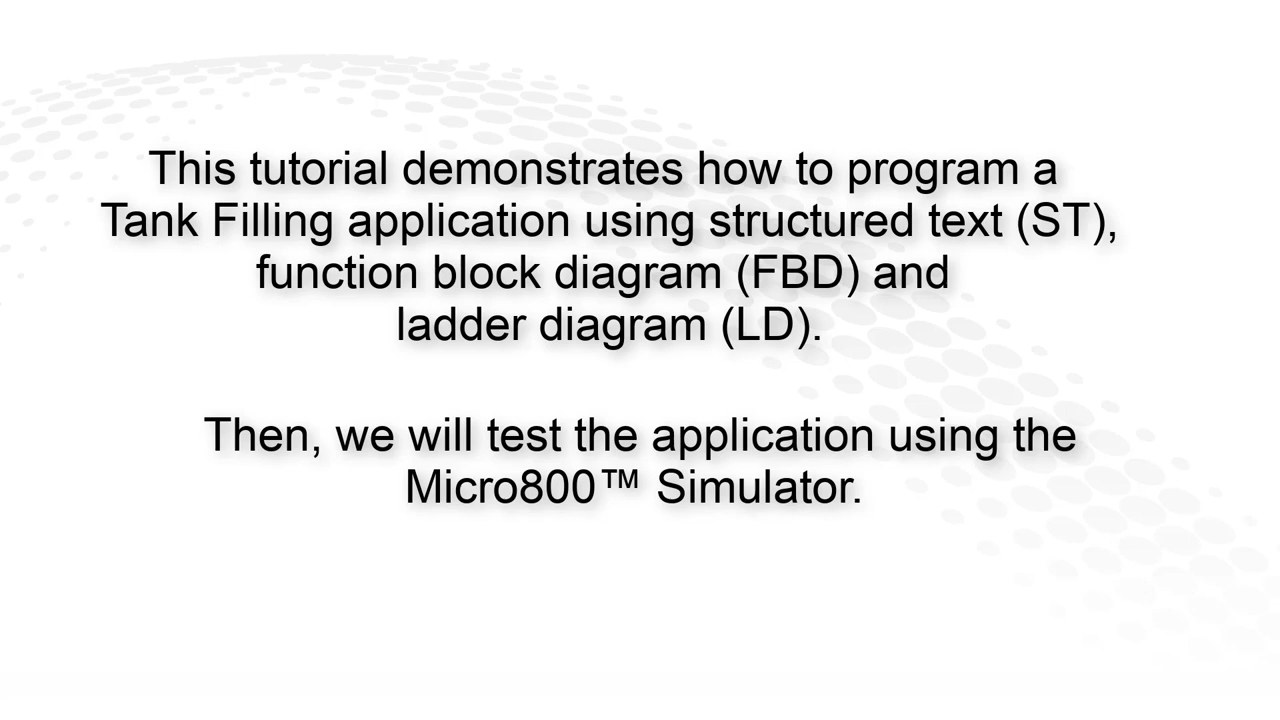 This tutorial demonstrates how to program a
Tank Filling application using structured text (ST),
function block diagram (FBD) and
ladder diagram (LD).
Then, we will test the application using the
Micro800™ Simulator.